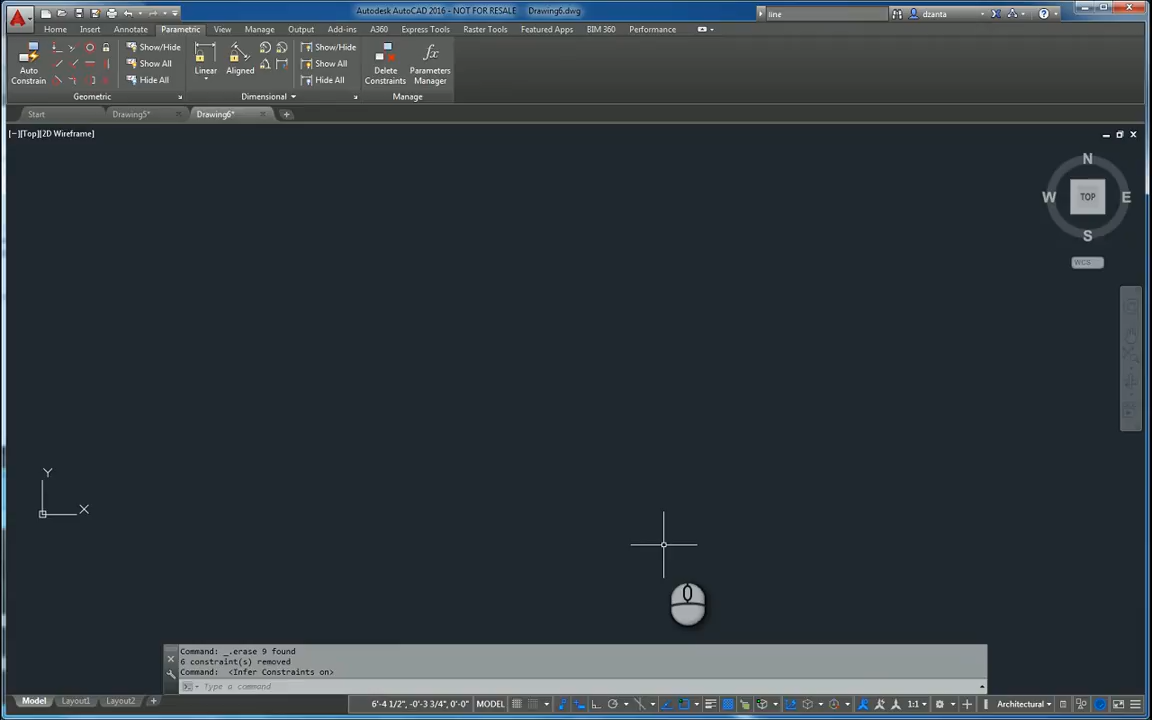 Autodesk AutoCAD 2016 - NOT FOR RESALE Drawing6.dwg
line
dzanta
Home Insert Annotate Parametric View Manage Output Add-ins A360 Express Tools Featured Apps BIM 360 Performance
Auto
Constrain
Show/Hide
Show All
Hide All
Linear
Aligned
Show/Hide
Show All
Hide All
Delete
Constraints
fx
Parameters
Manager
Geometric
Dimensional
Manage
Start
Drawing5*
Drawing6*
[−][Top][2D Wireframe]
N
W TOP E
S
WCS
Y
X
Command: _.erase 9 found
6 constraint(s) removed
Command: <Infer Constraints on>
Type a command
Model Layout1 Layout2
6'-4 1/2", -0'-3 3/4", 0'-0" MODEL
1:1
Architectural